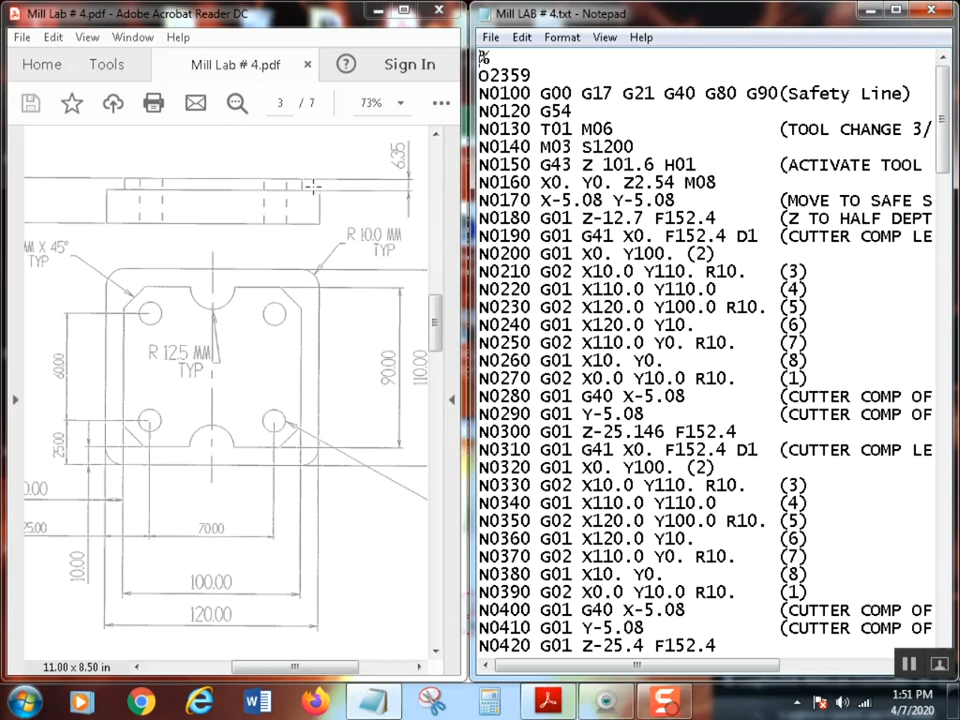 Mill Lab # 4.pdf - Adobe Acrobat Reader DC
File Edit View Window Help
Home Tools Mill Lab # 4.pdf × ? Sign In
3 / 7 73%
6.35
MM X 45°
TYP
R 10.0 MM
TYP
R 12.5 MM
TYP
60.00
90.00
110.00
25.00
0.00
25.00
70.00
10.00
100.00
120.00
11.00 x 8.50 in
Mill LAB # 4.txt - Notepad
File Edit Format View Help
%
O2359
N0100 G00 G17 G21 G40 G80 G90(Safety Line)
N0120 G54
N0130 T01 M06 (TOOL CHANGE 3/
N0140 M03 S1200
N0150 G43 Z 101.6 H01 (ACTIVATE TOOL
N0160 X0. Y0. Z2.54 M08
N0170 X-5.08 Y-5.08 (MOVE TO SAFE S
N0180 G01 Z-12.7 F152.4 (Z TO HALF DEPT
N0190 G01 G41 X0. F152.4 D1 (CUTTER COMP LE
N0200 G01 X0. Y100. (2)
N0210 G02 X10.0 Y110. R10. (3)
N0220 G01 X110.0 Y110.0 (4)
N0230 G02 X120.0 Y100.0 R10. (5)
N0240 G01 X120.0 Y10. (6)
N0250 G02 X110.0 Y0. R10. (7)
N0260 G01 X10. Y0. (8)
N0270 G02 X0.0 Y10.0 R10. (1)
N0280 G01 G40 X-5.08 (CUTTER COMP OF
N0290 G01 Y-5.08 (CUTTER COMP OF
N0300 G01 Z-25.146 F152.4
N0310 G01 G41 X0. F152.4 D1 (CUTTER COMP LE
N0320 G01 X0. Y100. (2)
N0330 G02 X10.0 Y110. R10. (3)
N0340 G01 X110.0 Y110.0 (4)
N0350 G02 X120.0 Y100.0 R10. (5)
N0360 G01 X120.0 Y10. (6)
N0370 G02 X110.0 Y0. R10. (7)
N0380 G01 X10. Y0. (8)
N0390 G02 X0.0 Y10.0 R10. (1)
N0400 G01 G40 X-5.08 (CUTTER COMP OF
N0410 G01 Y-5.08 (CUTTER COMP OF
N0420 G01 Z-25.4 F152.4
1:51 PM
4/7/2020